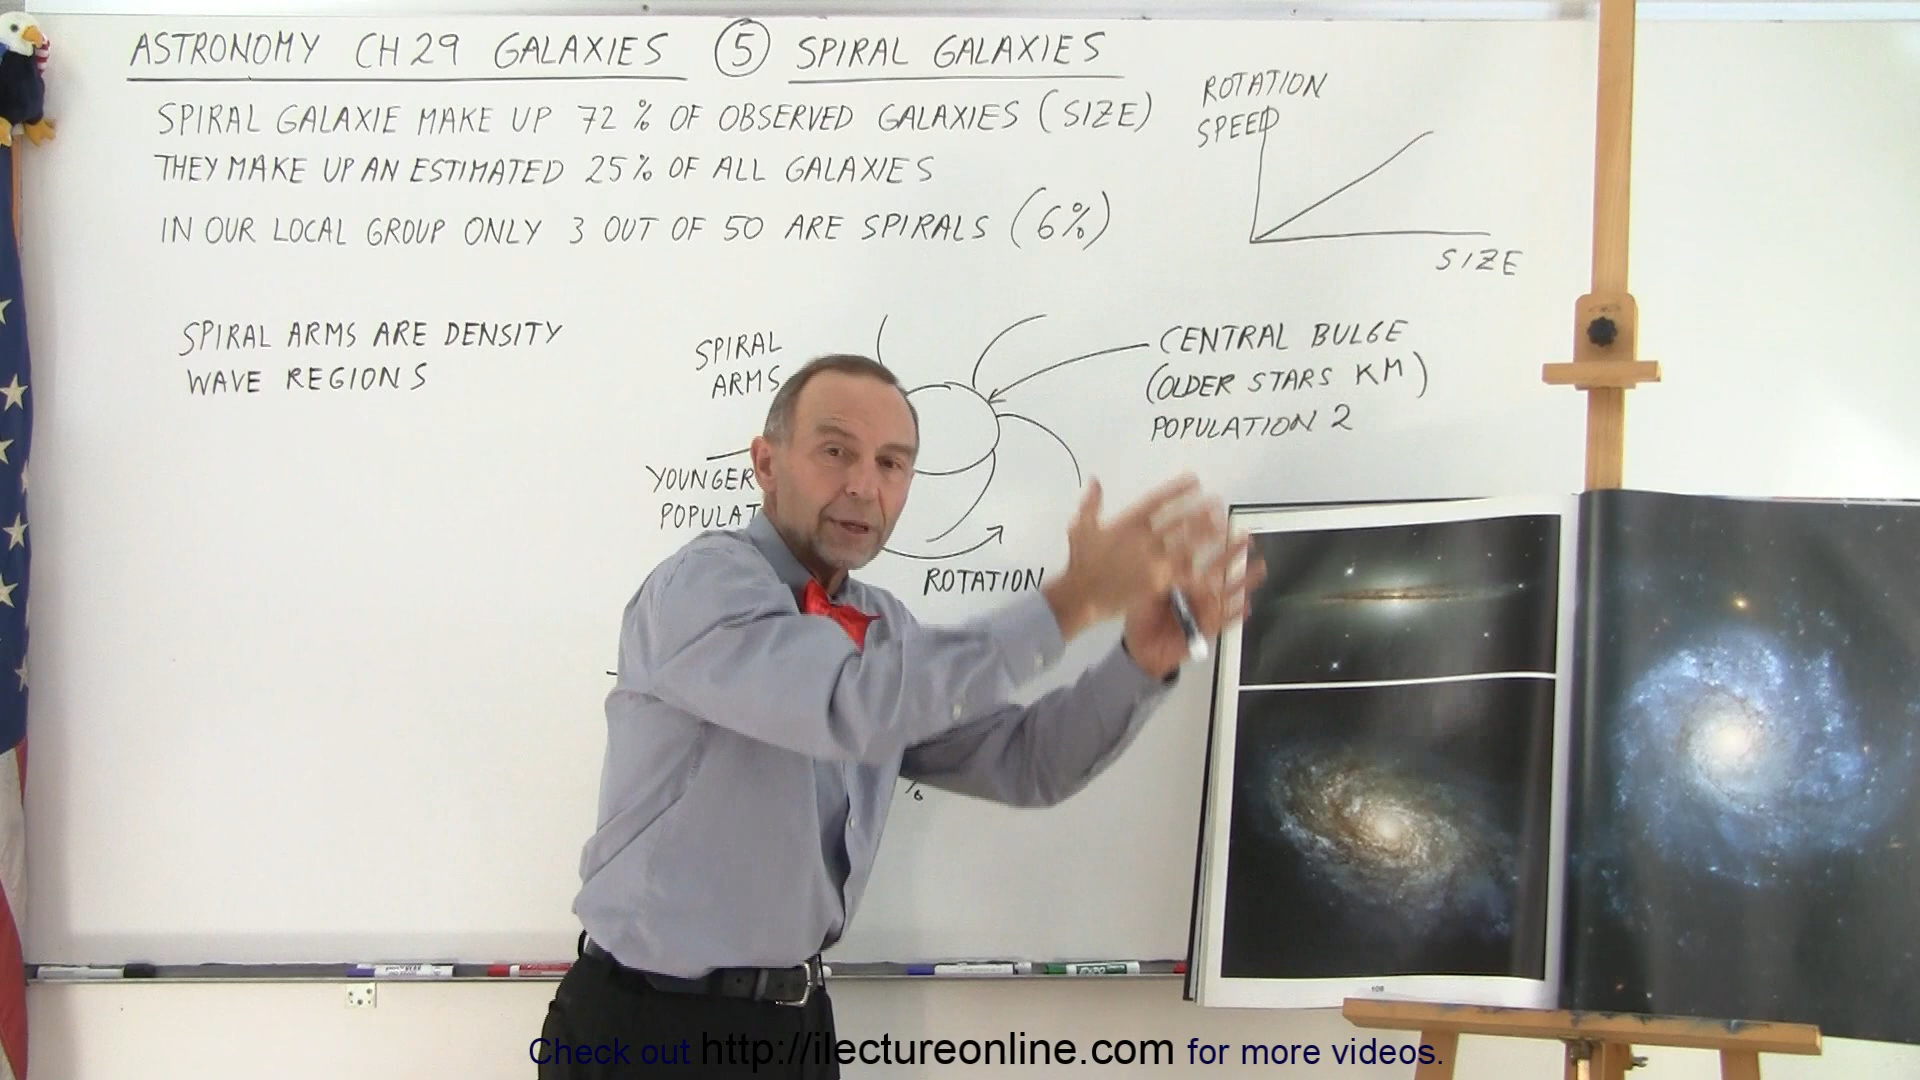 ASTRONOMY CH 29 GALAXIES 5 SPIRAL GALAXIES
SPIRAL GALAXIE MAKE UP 72 % OF OBSERVED GALAXIES (SIZE)
THEY MAKE UP AN ESTIMATED 25% OF ALL GALAXIES
IN OUR LOCAL GROUP ONLY 3 OUT OF 50 ARE SPIRALS (6%)
ROTATION
SPEED
SIZE
SPIRAL ARMS ARE DENSITY
WAVE REGIONS
SPIRAL
ARMS
YOUNGER
ROTATION
CENTRAL BULGE
(OLDER STARS KM)
POPULATION 2
108
Check out http://ilectureonline.com for more videos.